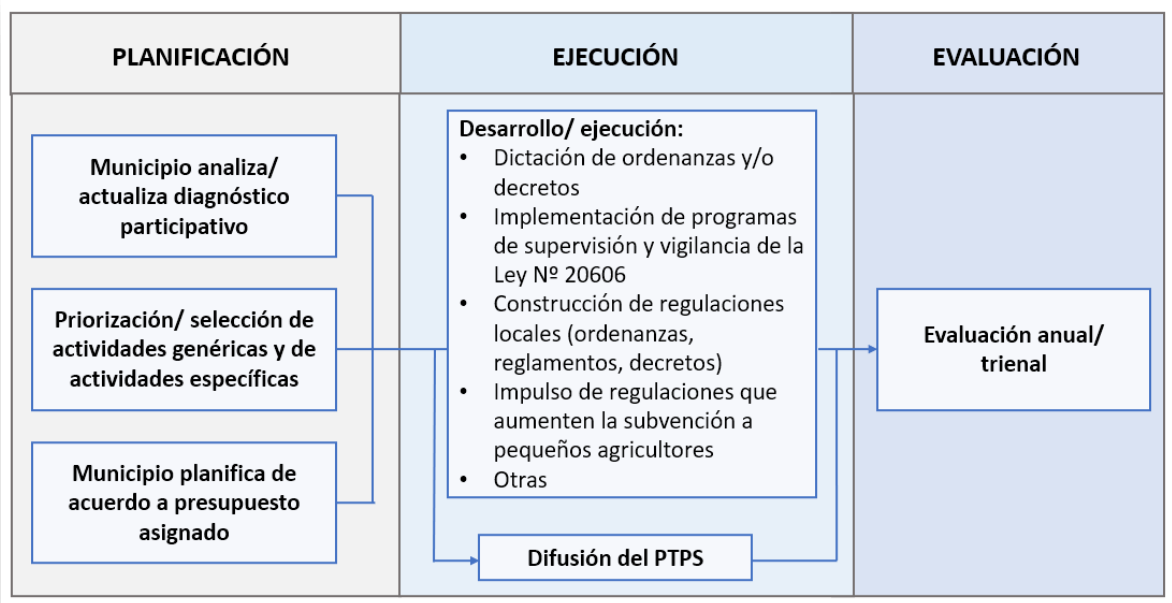 PLANIFICACIÓN
EJECUCIÓN
EVALUACIÓN
Municipio analiza/
actualiza diagnóstico
participativo
Priorización/ selección de
actividades genéricas y de
actividades específicas
Municipio planifica de
acuerdo a presupuesto
asignado
Desarrollo/ ejecución:
• Dictación de ordenanzas y/o
decretos
• Implementación de programas
de supervisión y vigilancia de la
Ley Nº 20606
• Construcción de regulaciones
locales (ordenanzas,
reglamentos, decretos)
• Impulso de regulaciones que
aumenten la subvención a
pequeños agricultores
• Otras
Difusión del PTPS
Evaluación anual/
trienal